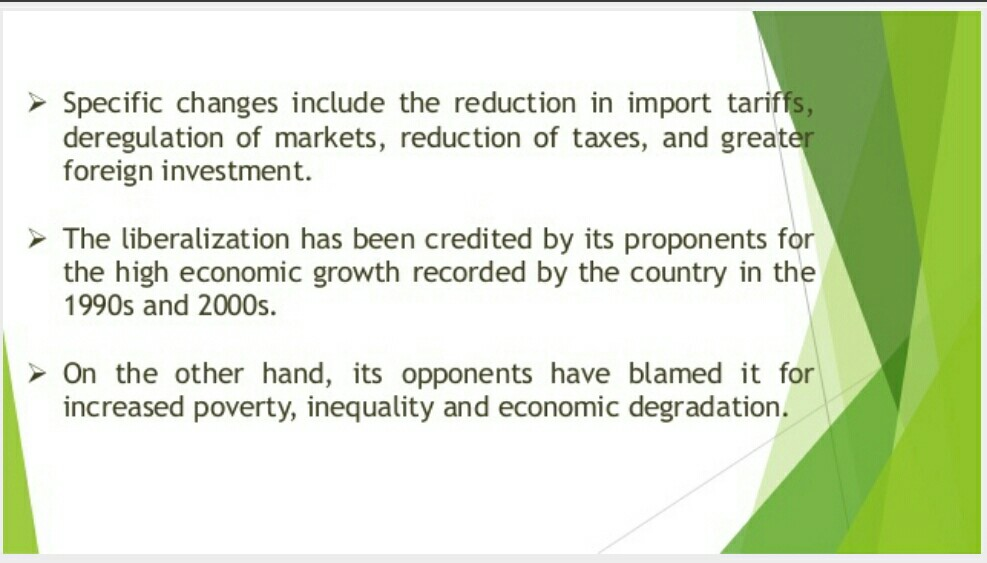 ➢ Specific changes include the reduction in import tariffs,
deregulation of markets, reduction of taxes, and greater
foreign investment.
➢ The liberalization has been credited by its proponents for
the high economic growth recorded by the country in the
1990s and 2000s.
➢ On the other hand, its opponents have blamed it for
increased poverty, inequality and economic degradation.